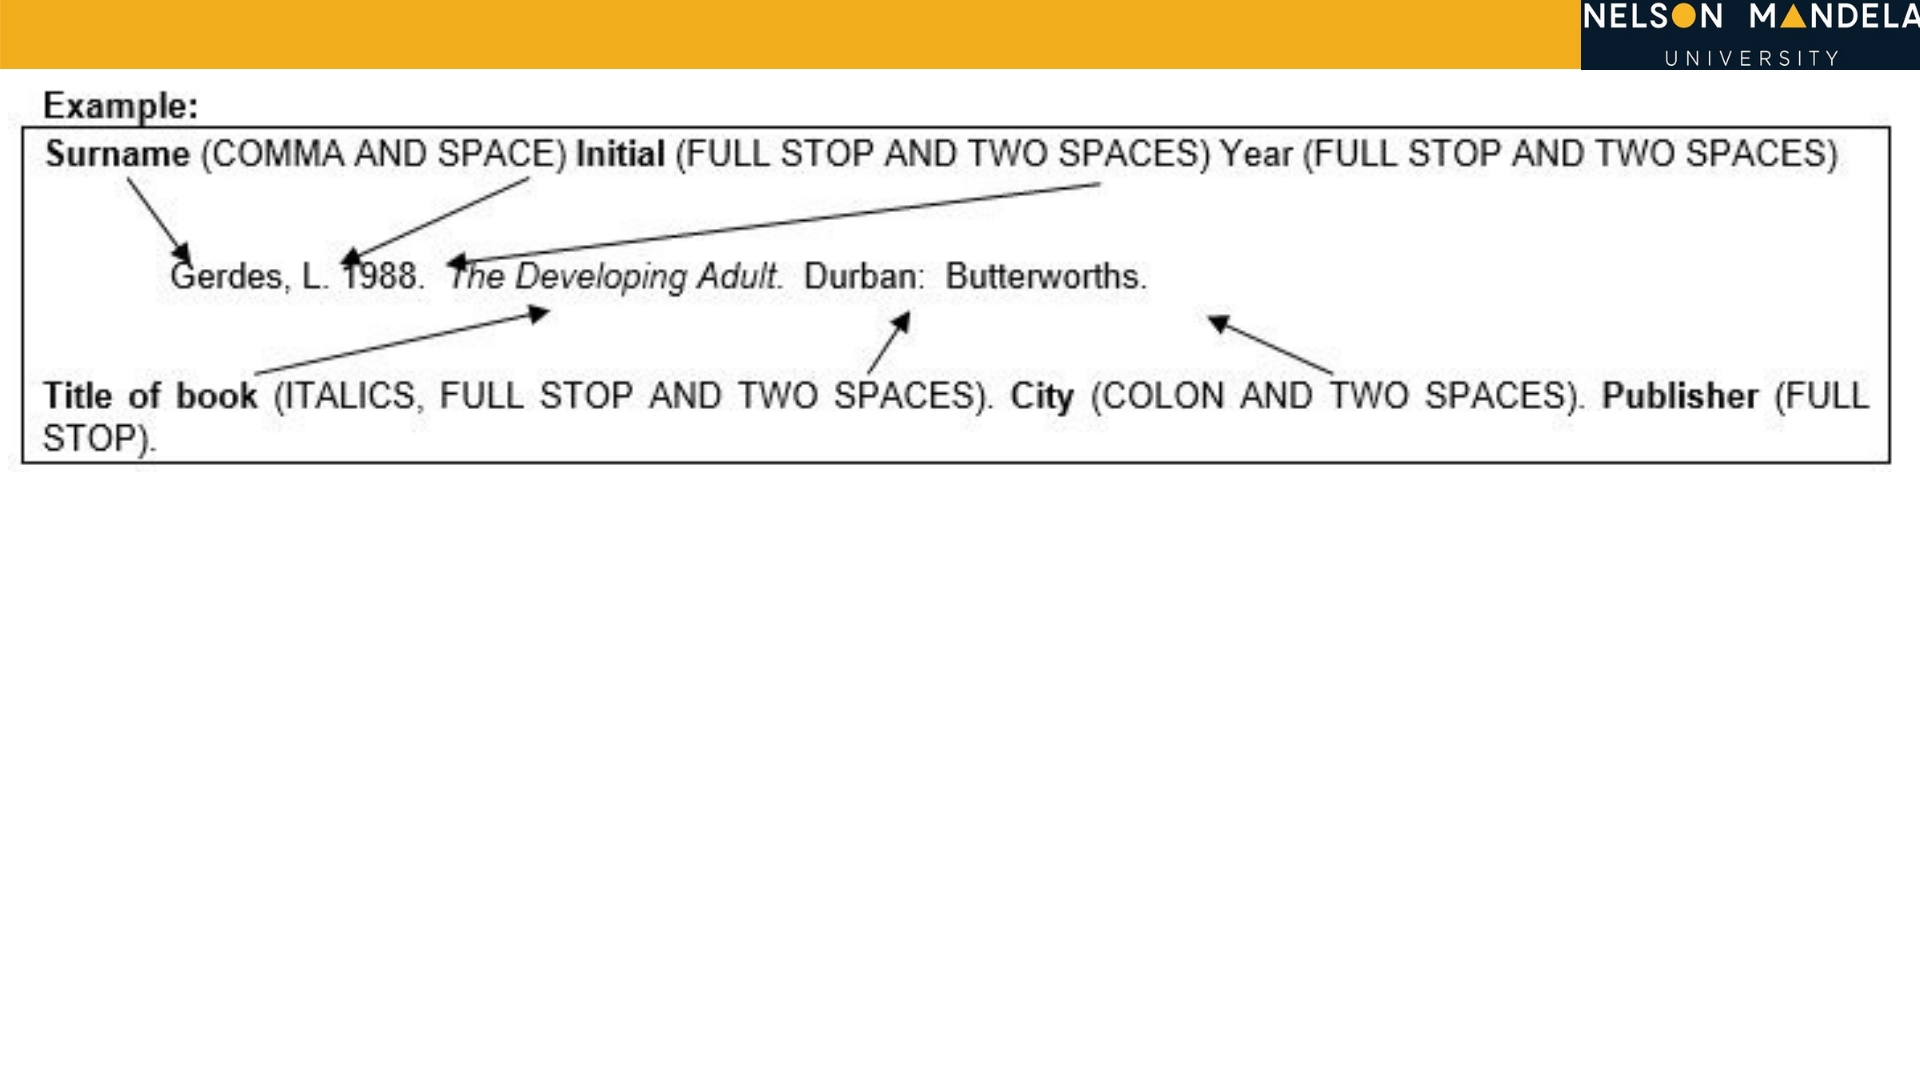 NELSON MANDELA
UNIVERSITY
Example:
Surname (COMMA AND SPACE) Initial (FULL STOP AND TWO SPACES) Year (FULL STOP AND TWO SPACES)
Gerdes, L. 1988.  The Developing Adult.  Durban:  Butterworths.
Title of book (ITALICS, FULL STOP AND TWO SPACES). City (COLON AND TWO SPACES). Publisher (FULL
STOP).